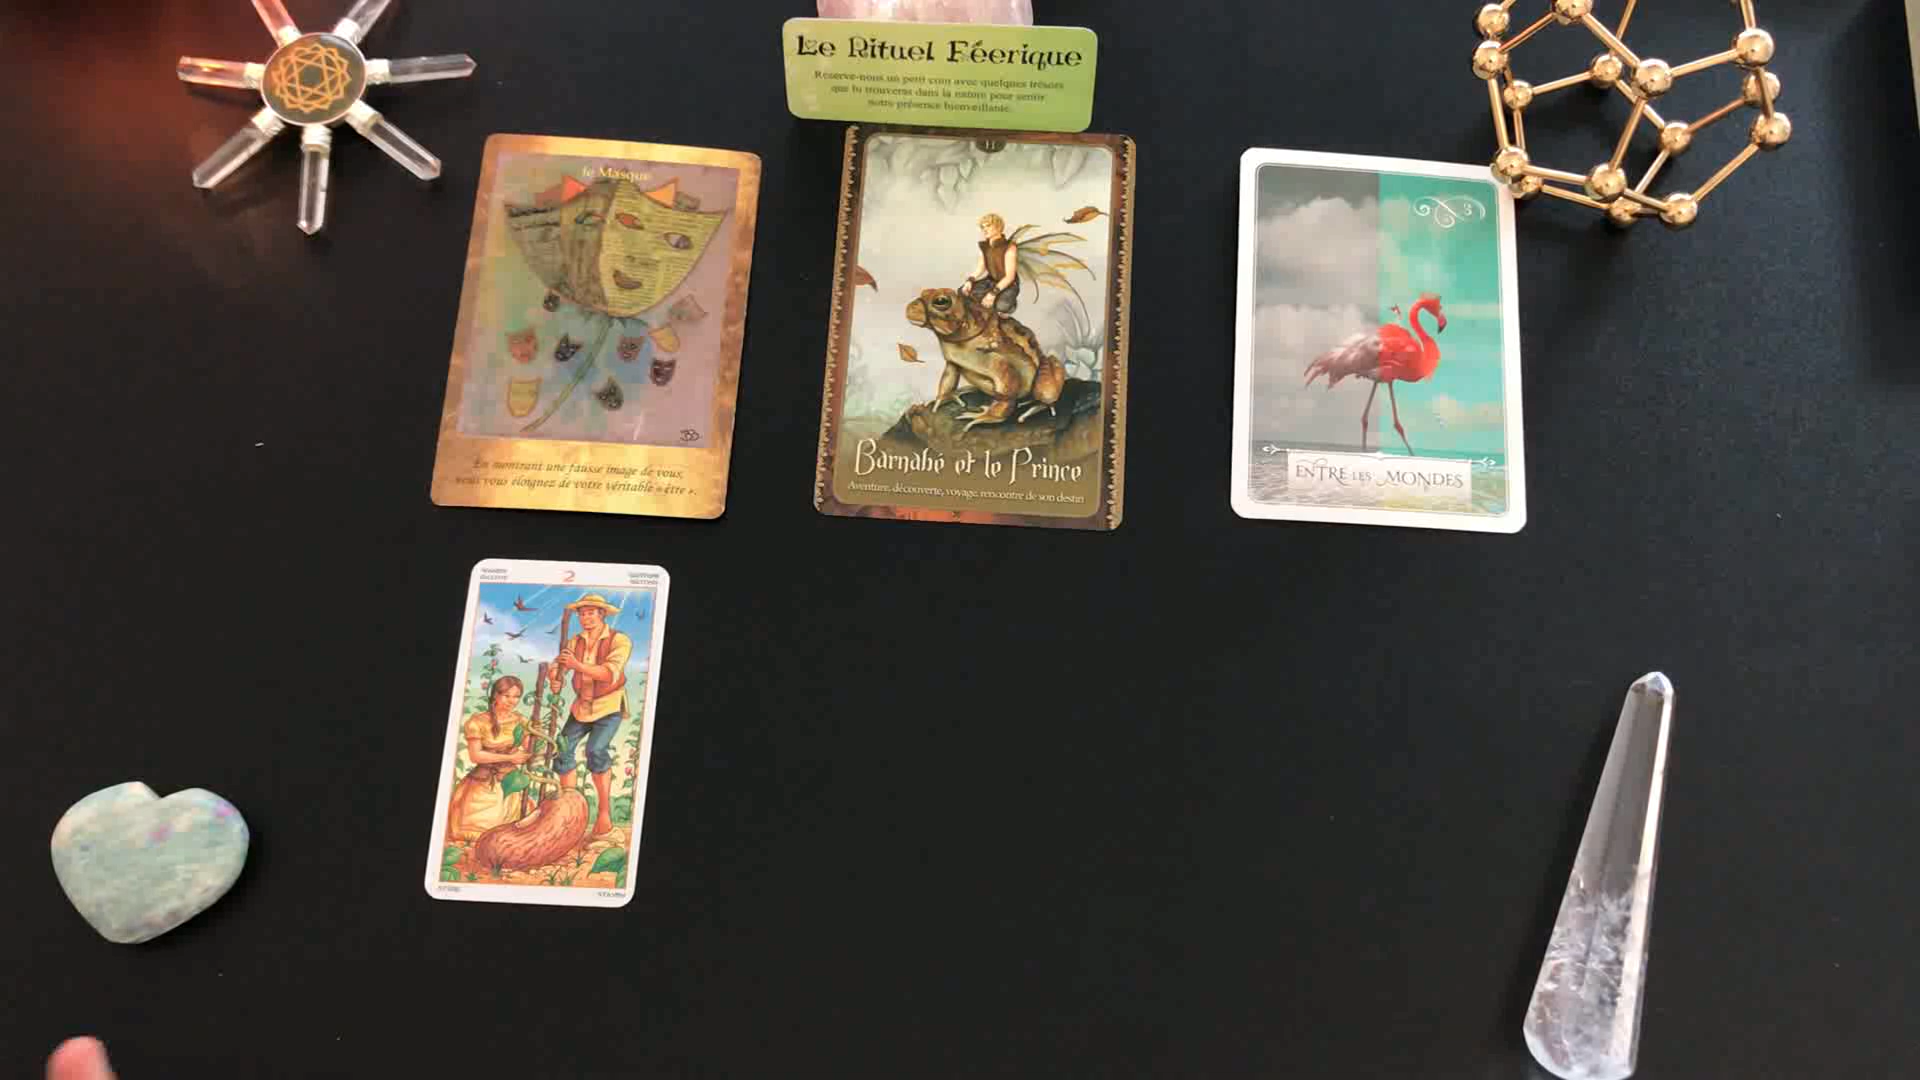 Le Rituel Féerique
Réserve-nous un petit coin avec quelques trésors
que tu trouveras dans la nature pour sentir
notre présence bienveillante.
le Masque
En montrant une fausse image de vous,
vous vous éloignez de votre véritable « être ».
11
Barnabé et le Prince
Aventure, découverte, voyage, rencontre de son destin
3
ENTRE LES MONDES
2